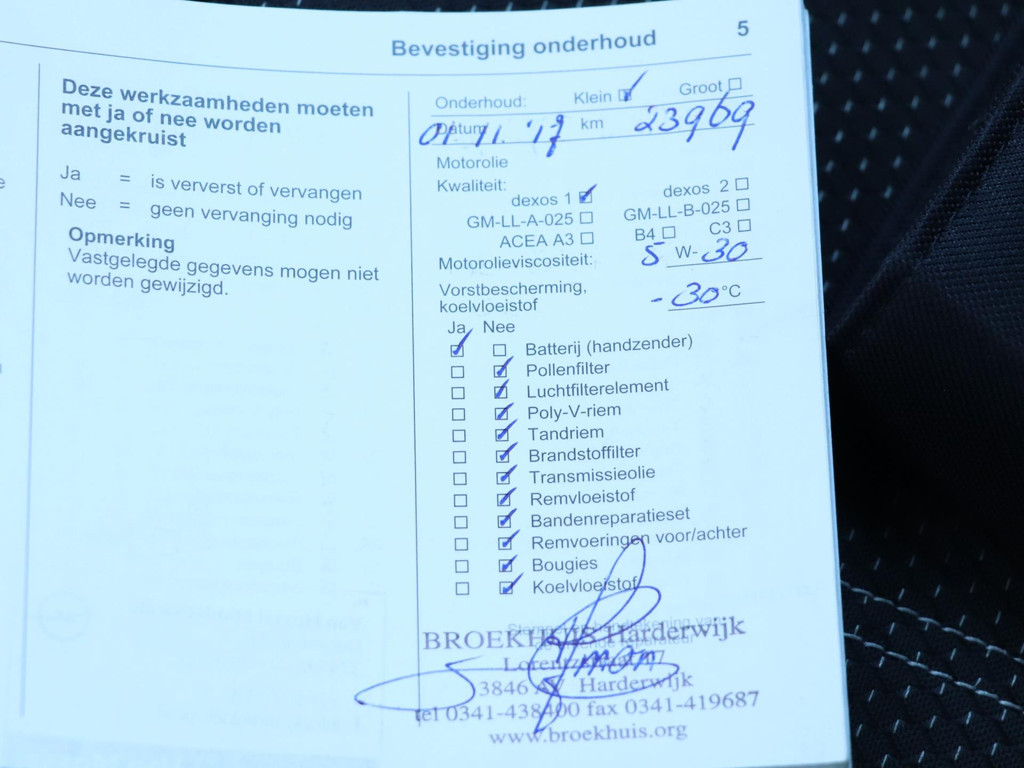 Bevestiging onderhoud 5
Deze werkzaamheden moeten
met ja of nee worden
aangekruist
Ja = is ververst of vervangen
Nee = geen vervanging nodig
Opmerking
Vastgelegde gegevens mogen niet
worden gewijzigd.
Onderhoud: Klein Groot
Datum 01.11.'17 km 23969
Motorolie
Kwaliteit:
dexos 1 dexos 2
GM-LL-A-025 GM-LL-B-025
ACEA A3 B4 C3
Motorolieviscositeit: 5 W-30
Vorstbescherming,
koelvloeistof -30°C
Ja Nee
Batterij (handzender)
Pollenfilter
Luchtfilterelement
Poly-V-riem
Tandriem
Brandstoffilter
Transmissieolie
Remvloeistof
Bandenreparatieset
Remvoeringen voor/achter
Bougies
Koelvloeistof
BROEKHUIS Harderwijk
3846 Harderwijk
tel 0341-438400 fax 0341-419687
www.broekhuis.org